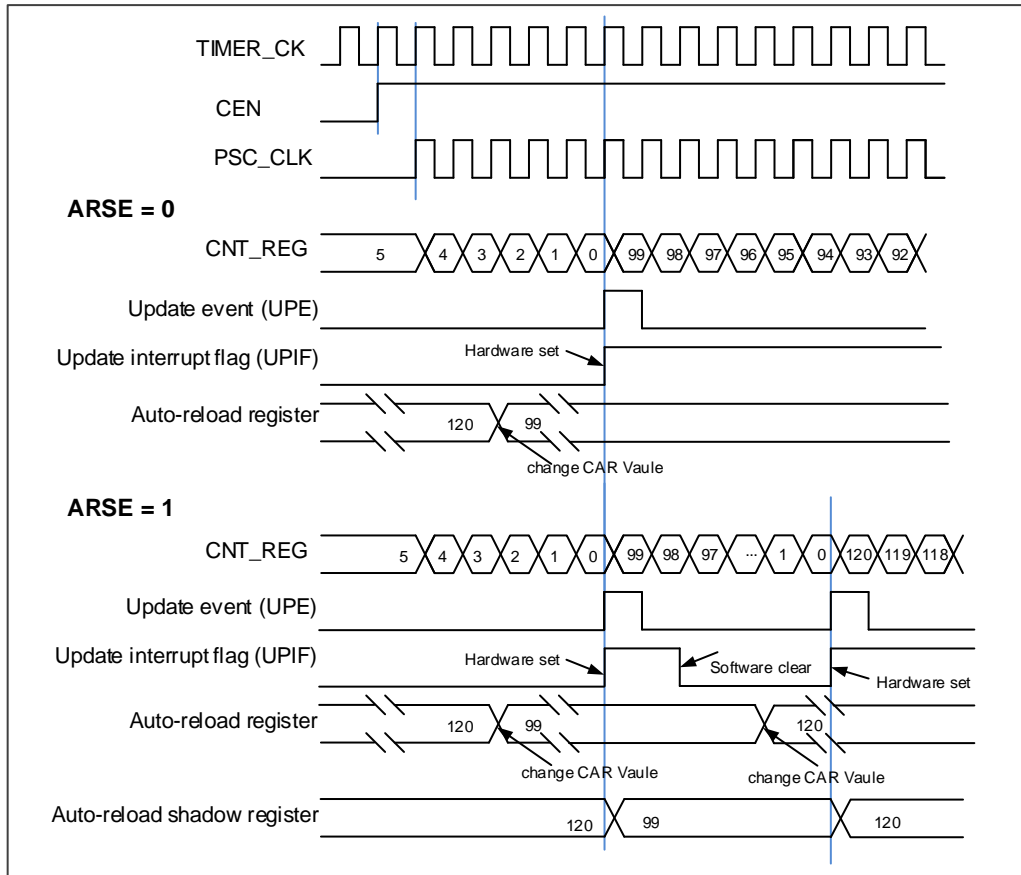 TIMER_CK
CEN
PSC_CLK
ARSE = 0
CNT_REG 5 4 3 2 1 0 99 98 97 96 95 94 93 92
Update event (UPE)
Update interrupt flag (UPIF) Hardware set
Auto-reload register 120 99
change CAR Vaule
ARSE = 1
CNT_REG 5 4 3 2 1 0 99 98 97 ... 1 0 120 119 118
Update event (UPE)
Update interrupt flag (UPIF) Hardware set Software clear Hardware set
Auto-reload register 120 99 120
change CAR Vaule change CAR Vaule
Auto-reload shadow register 120 99 120